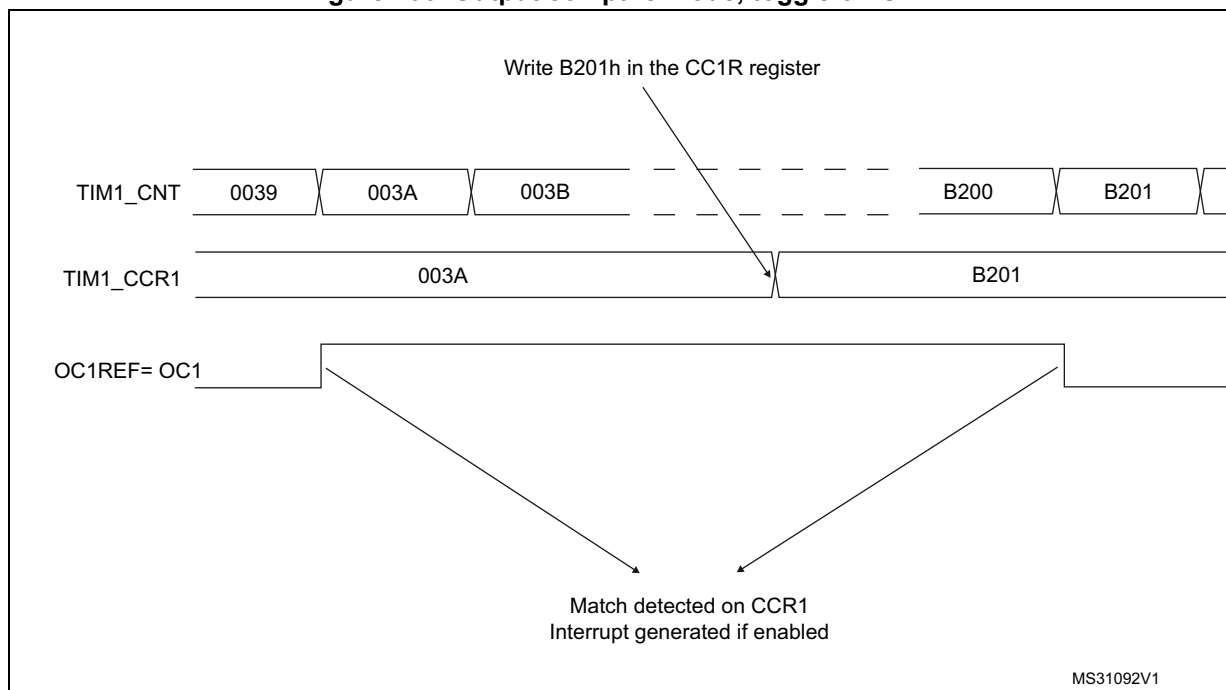 Write B201h in the CC1R register
TIM1_CNT 0039 003A 003B B200 B201
TIM1_CCR1 003A B201
OC1REF= OC1
Match detected on CCR1
Interrupt generated if enabled
MS31092V1